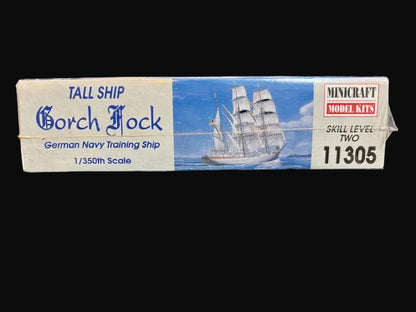 TALL SHIP
Gorch Fock
German Navy Training Ship
1/350th Scale
MINICRAFT
MODEL KITS
SKILL LEVEL
TWO
11305